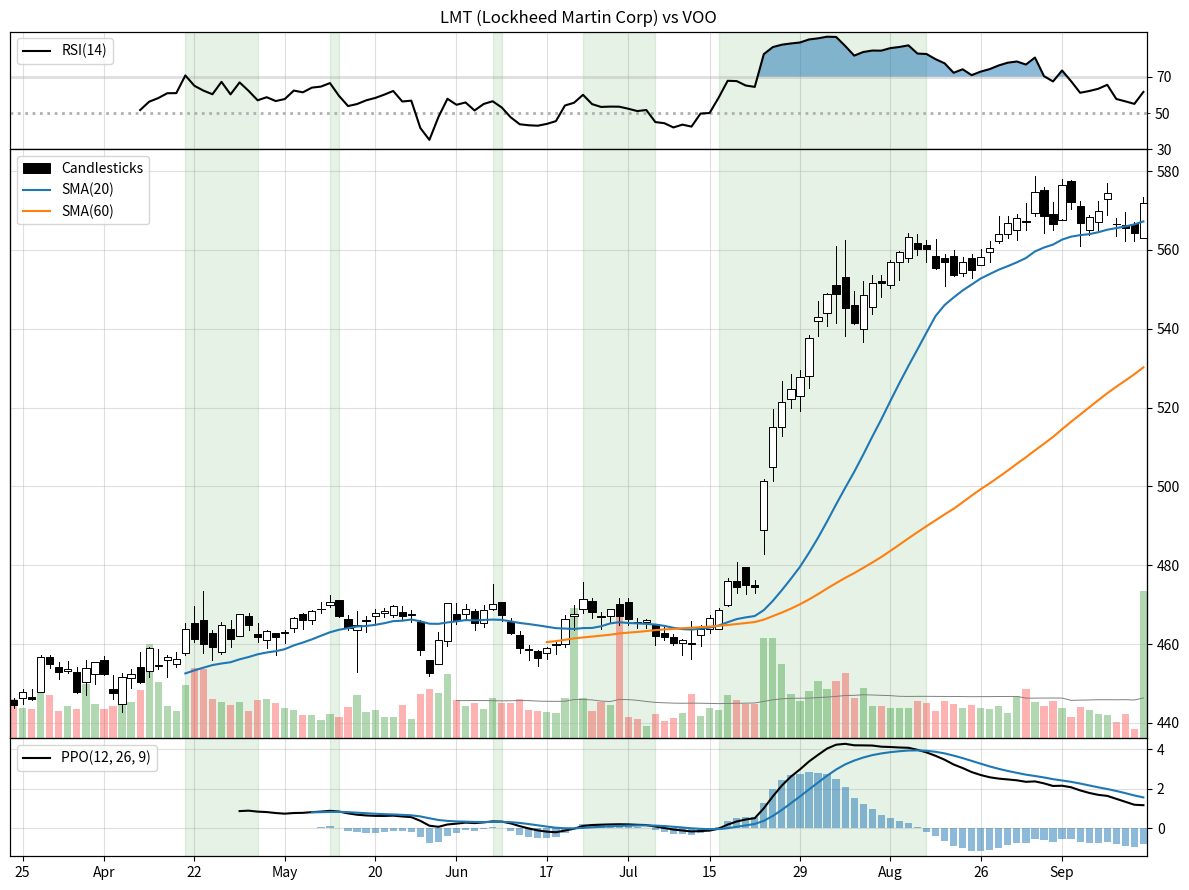 LMT (Lockheed Martin Corp) vs VOO
RSI(14)
70
50
30
Candlesticks
SMA(20)
SMA(60)
580
560
540
520
500
480
460
440
PPO(12, 26, 9)
4
2
0
25 Apr 22 May 20 Jun 17 Jul 15 29 Aug 26 Sep